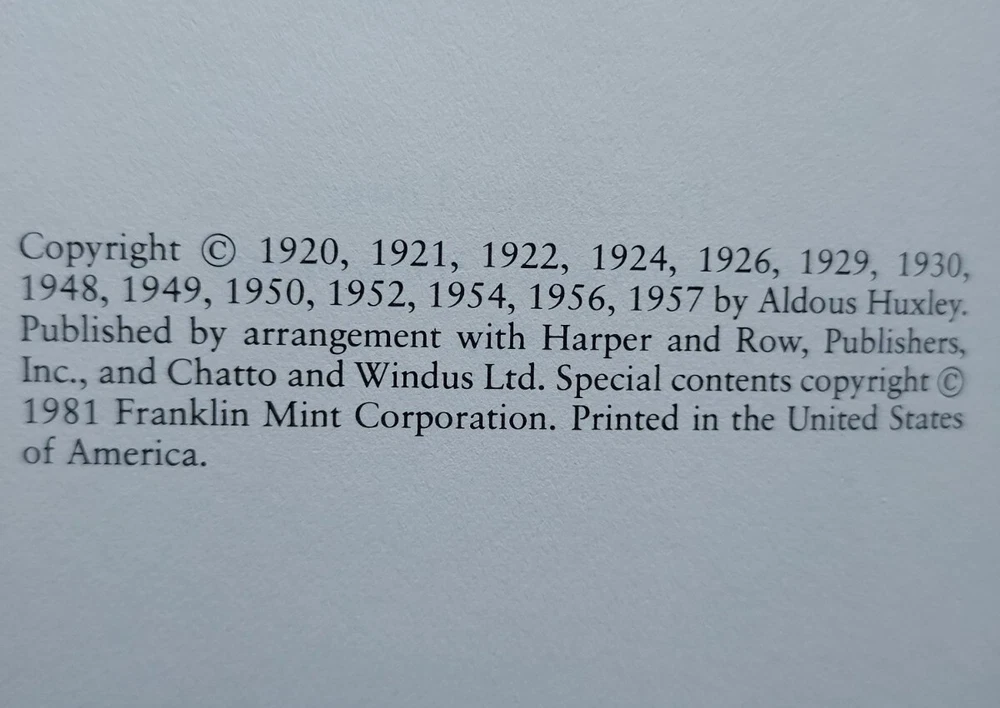 Copyright © 1920, 1921, 1922, 1924, 1926, 1929, 1930,
1948, 1949, 1950, 1952, 1954, 1956, 1957 by Aldous Huxley.
Published by arrangement with Harper and Row, Publishers,
Inc., and Chatto and Windus Ltd. Special contents copyright ©
1981 Franklin Mint Corporation. Printed in the United States
of America.